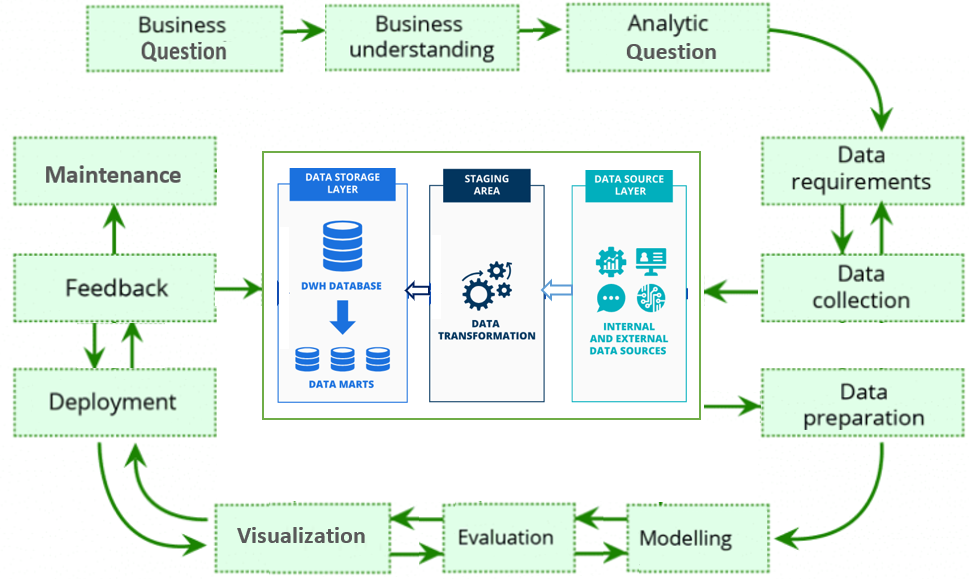 Business
Question
Business
understanding
Analytic
Question
Maintenance
Data
requirements
DATA STORAGE
LAYER
STAGING
AREA
DATA SOURCE
LAYER
Feedback
DWH DATABASE
DATA MARTS
DATA
TRANSFORMATION
INTERNAL
AND EXTERNAL
DATA SOURCES
Data
collection
Deployment
Data
preparation
Visualization
Evaluation
Modelling